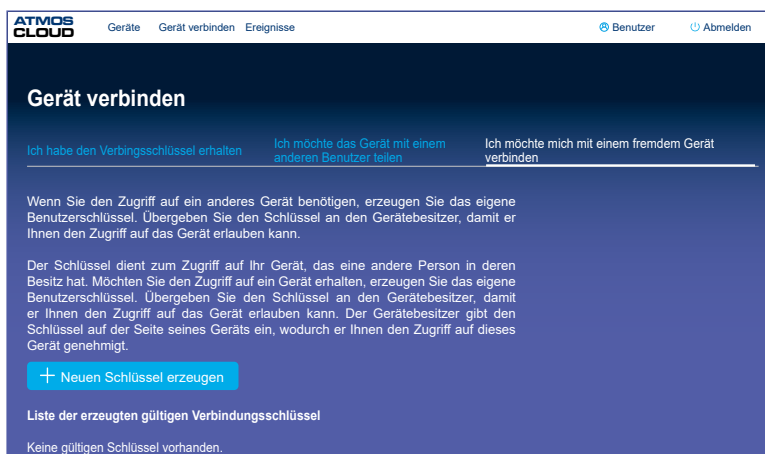 ATMOS
CLOUD
Geräte Gerät verbinden Ereignisse Benutzer Abmelden
Gerät verbinden
Ich habe den Verbingsschlüssel erhalten
Ich möchte das Gerät mit einem
anderen Benutzer teilen
Ich möchte mich mit einem fremdem Gerät
verbinden
Wenn Sie den Zugriff auf ein anderes Gerät benötigen, erzeugen Sie das eigene
Benutzerschlüssel. Übergeben Sie den Schlüssel an den Gerätebesitzer, damit er
Ihnen den Zugriff auf das Gerät erlauben kann.
Der Schlüssel dient zum Zugriff auf Ihr Gerät, das eine andere Person in deren
Besitz hat. Möchten Sie den Zugriff auf ein Gerät erhalten, erzeugen Sie das eigene
Benutzerschlüssel. Übergeben Sie den Schlüssel an den Gerätebesitzer, damit
er Ihnen den Zugriff auf das Gerät erlauben kann. Der Gerätebesitzer gibt den
Schlüssel auf der Seite seines Geräts ein, wodurch er Ihnen den Zugriff auf dieses
Gerät genehmigt.
+ Neuen Schlüssel erzeugen
Liste der erzeugten gültigen Verbindungsschlüssel
Keine gültigen Schlüssel vorhanden.